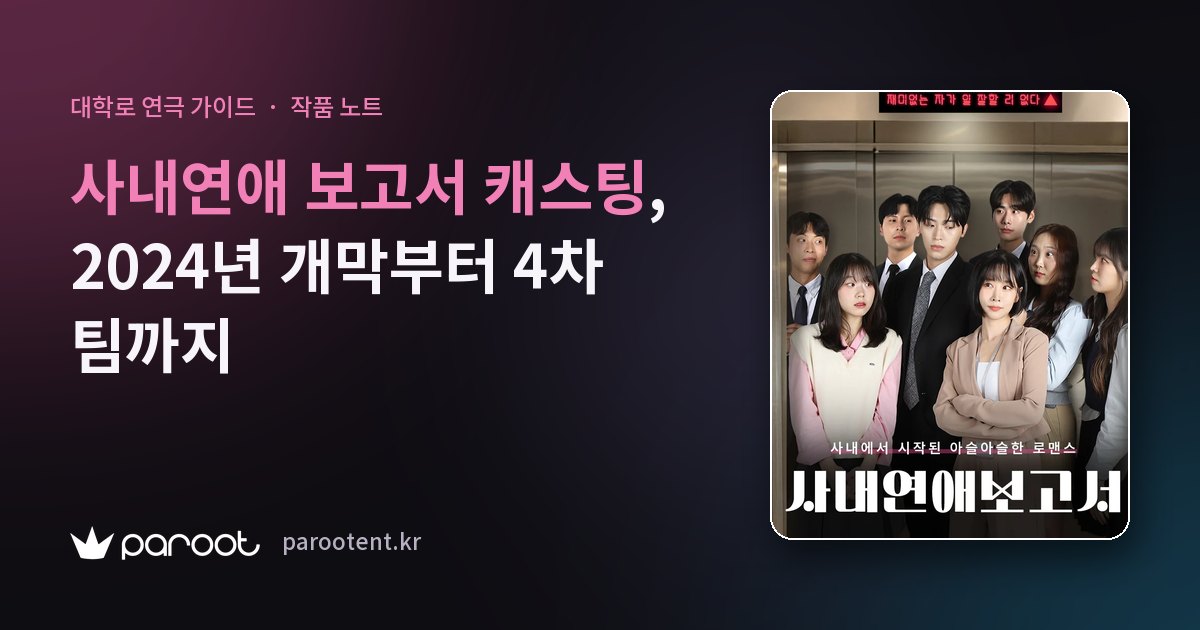 대학로 연극 가이드 · 작품 노트
사내연애 보고서 캐스팅,
2024년 개막부터 4차
팀까지
paroot parootent.kr
재미없는 자가 일 잘할 리 없다▲
사내에서 시작된 아슬아슬한 로맨스
사내연애보고서